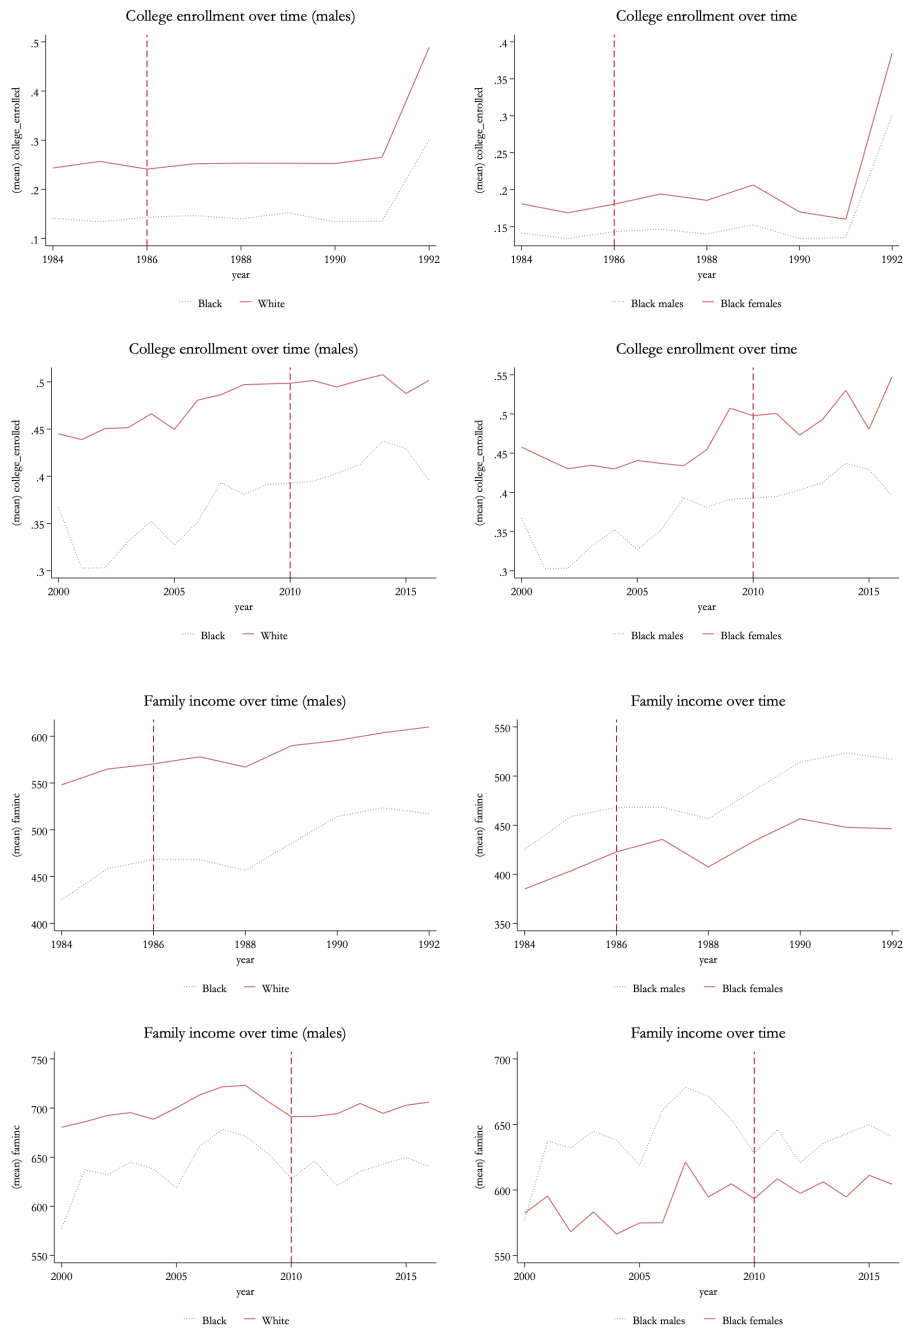 College enrollment over time (males)
(mean) college_enrolled
.5
.4
.3
.2
.1
1984 1986 1988 1990 1992
year
Black White
College enrollment over time
(mean) college_enrolled
.4
.35
.3
.25
.2
.15
1984 1986 1988 1990 1992
year
Black males Black females
College enrollment over time (males)
(mean) college_enrolled
.5
.45
.4
.35
.3
2000 2005 2010 2015
year
Black White
College enrollment over time
(mean) college_enrolled
.55
.5
.45
.4
.35
.3
2000 2005 2010 2015
year
Black males Black females
Family income over time (males)
(mean) faminc
600
550
500
450
400
1984 1986 1988 1990 1992
year
Black White
Family income over time
(mean) faminc
550
500
450
400
350
1984 1986 1988 1990 1992
year
Black males Black females
Family income over time (males)
(mean) faminc
750
700
650
600
550
2000 2005 2010 2015
year
Black White
Family income over time
(mean) faminc
700
650
600
550
2000 2005 2010 2015
year
Black males Black females